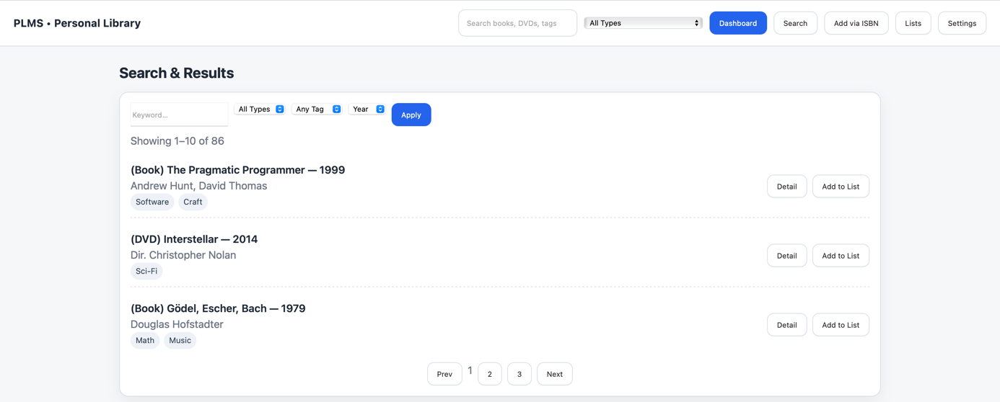 PLMS • Personal Library
Search books, DVDs, tags
All Types
Dashboard
Search
Add via ISBN
Lists
Settings
Search & Results
Keyword...
All Types
Any Tag
Year
Apply
Showing 1–10 of 86
(Book) The Pragmatic Programmer — 1999
Andrew Hunt, David Thomas
Software
Craft
Detail
Add to List
(DVD) Interstellar — 2014
Dir. Christopher Nolan
Sci-Fi
Detail
Add to List
(Book) Gödel, Escher, Bach — 1979
Douglas Hofstadter
Math
Music
Detail
Add to List
Prev
1
2
3
Next